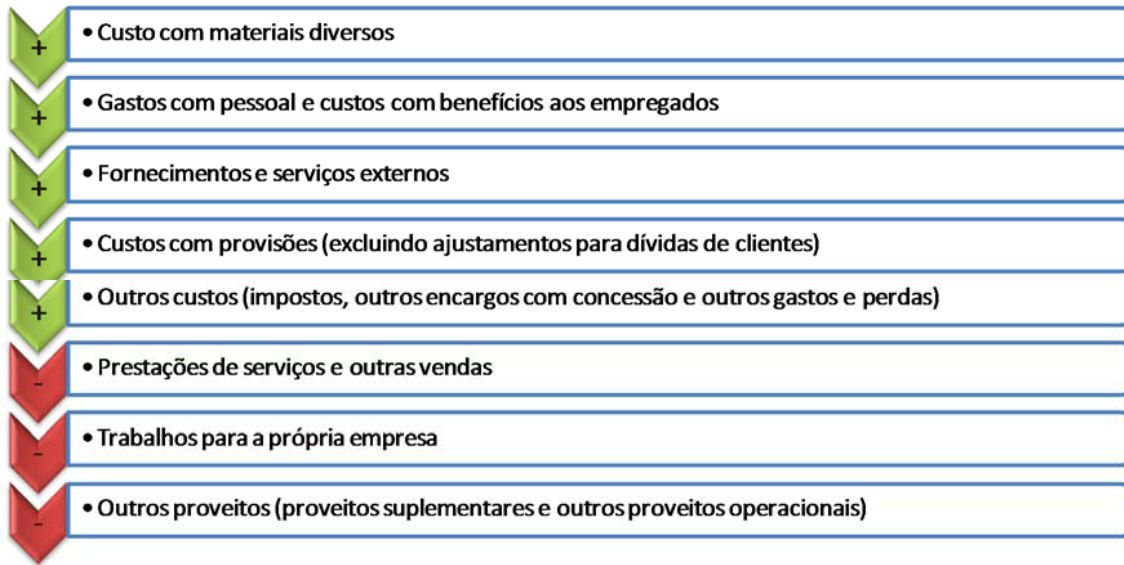 + • Custo com materiais diversos
+ • Gastos com pessoal e custos com benefícios aos empregados
+ • Fornecimentos e serviços externos
+ • Custos com provisões (excluindo ajustamentos para dívidas de clientes)
+ • Outros custos (impostos, outros encargos com concessão e outros gastos e perdas)
- • Prestações de serviços e outras vendas
- • Trabalhos para a própria empresa
- • Outros proveitos (proveitos suplementares e outros proveitos operacionais)